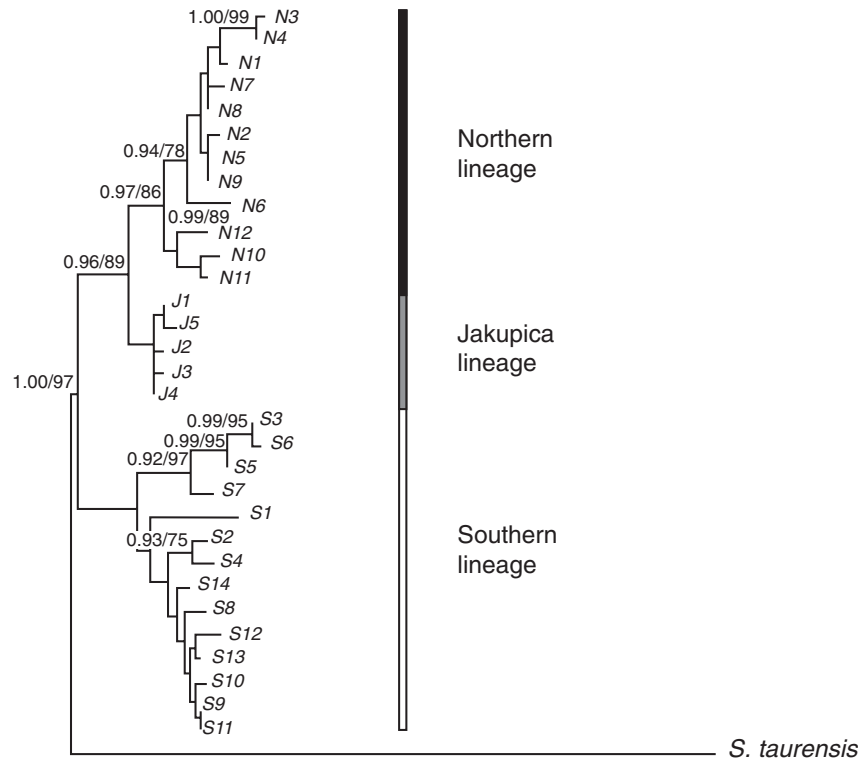 1.00/99
N3
N4
N1
N7
N8
0.94/78
N2
N5
N9
0.97/86
N6
0.99/89
N12
N10
N11
0.96/89
J1
J5
J2
J3
J4
1.00/97
0.99/95
S3
0.99/95
S6
0.92/97
S5
S7
S1
0.93/75
S2
S4
S14
S8
S12
S13
S10
S9
S11
S. taurensis
Northern
lineage
Jakupica
lineage
Southern
lineage